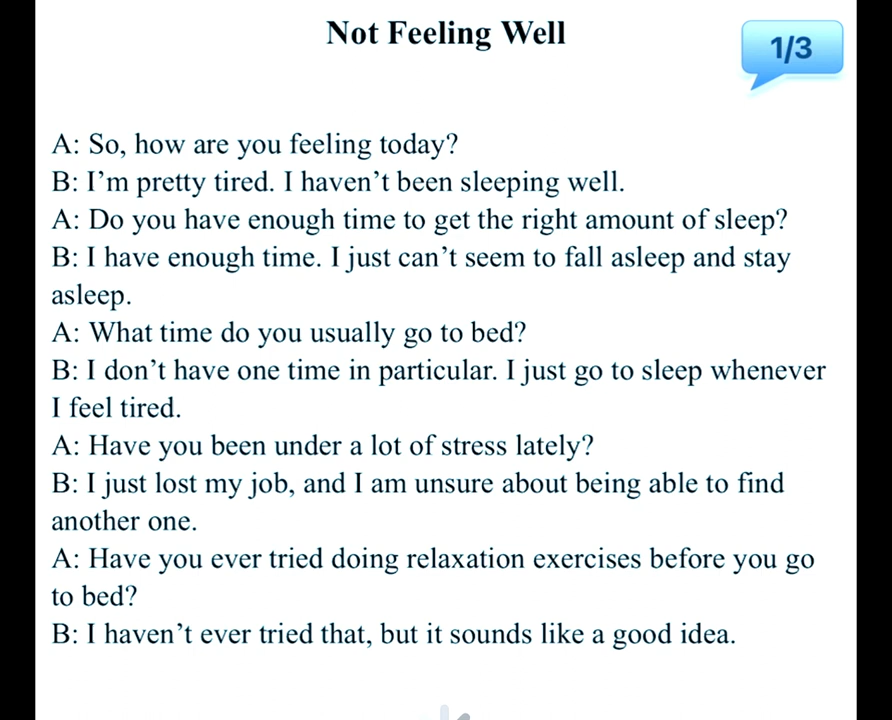 Not Feeling Well
1/3
A: So, how are you feeling today?
B: I’m pretty tired. I haven’t been sleeping well.
A: Do you have enough time to get the right amount of sleep?
B: I have enough time. I just can’t seem to fall asleep and stay
asleep.
A: What time do you usually go to bed?
B: I don’t have one time in particular. I just go to sleep whenever
I feel tired.
A: Have you been under a lot of stress lately?
B: I just lost my job, and I am unsure about being able to find
another one.
A: Have you ever tried doing relaxation exercises before you go
to bed?
B: I haven’t ever tried that, but it sounds like a good idea.